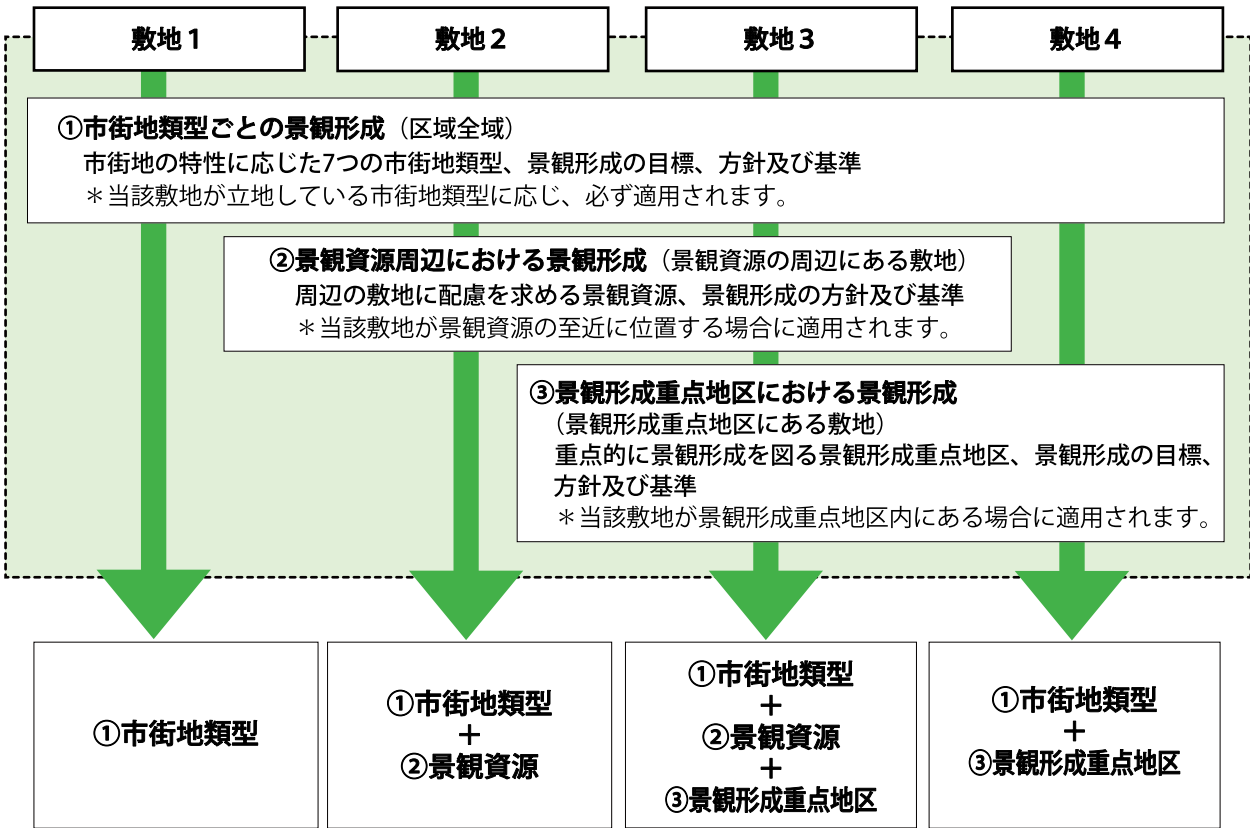 敷地1
敷地2
敷地3
敷地4
①市街地類型ごとの景観形成（区域全域）
市街地の特性に応じた7つの市街地類型、景観形成の目標、方針及び基準
＊当該敷地が立地している市街地類型に応じ、必ず適用されます。
②景観資源周辺における景観形成（景観資源の周辺にある敷地）
周辺の敷地に配慮を求める景観資源、景観形成の方針及び基準
＊当該敷地が景観資源の至近に位置する場合に適用されます。
③景観形成重点地区における景観形成
（景観形成重点地区にある敷地）
重点的に景観形成を図る景観形成重点地区、景観形成の目標、
方針及び基準
＊当該敷地が景観形成重点地区内にある場合に適用されます。
①市街地類型
①市街地類型
＋
②景観資源
①市街地類型
＋
②景観資源
＋
③景観形成重点地区
①市街地類型
＋
③景観形成重点地区